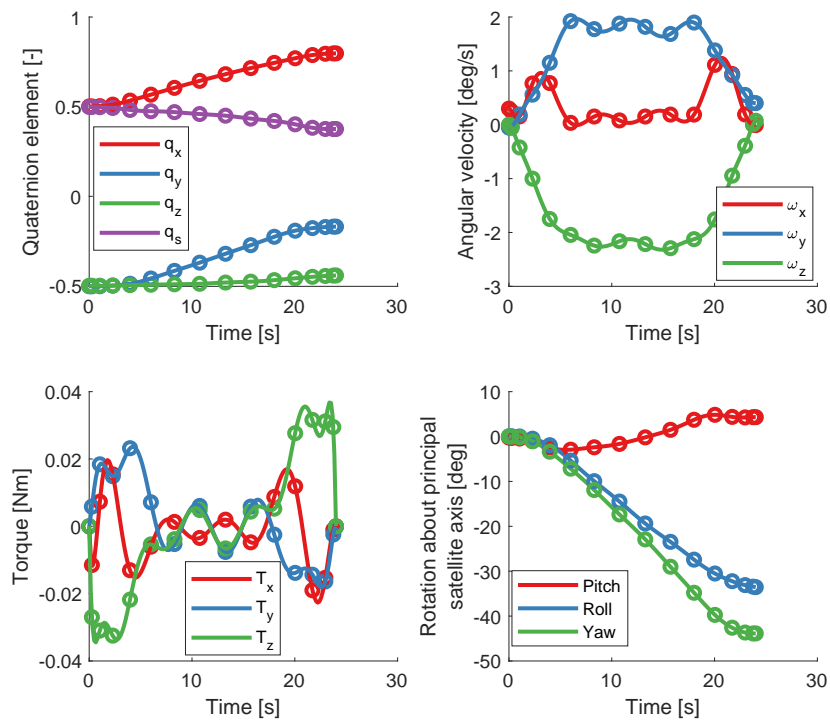 1
0.5
0
-0.5
0
10
20
30
Time [s]
Quaternion element [-]
q_x
q_y
q_z
q_s
2
1
0
-1
-2
-3
0
10
20
30
Time [s]
Angular velocity [deg/s]
ω_x
ω_y
ω_z
0.04
0.02
0
-0.02
-0.04
0
10
20
30
Time [s]
Torque [Nm]
T_x
T_y
T_z
10
0
-10
-20
-30
-40
-50
0
10
20
30
Time [s]
Rotation about principal
satellite axis [deg]
Pitch
Roll
Yaw